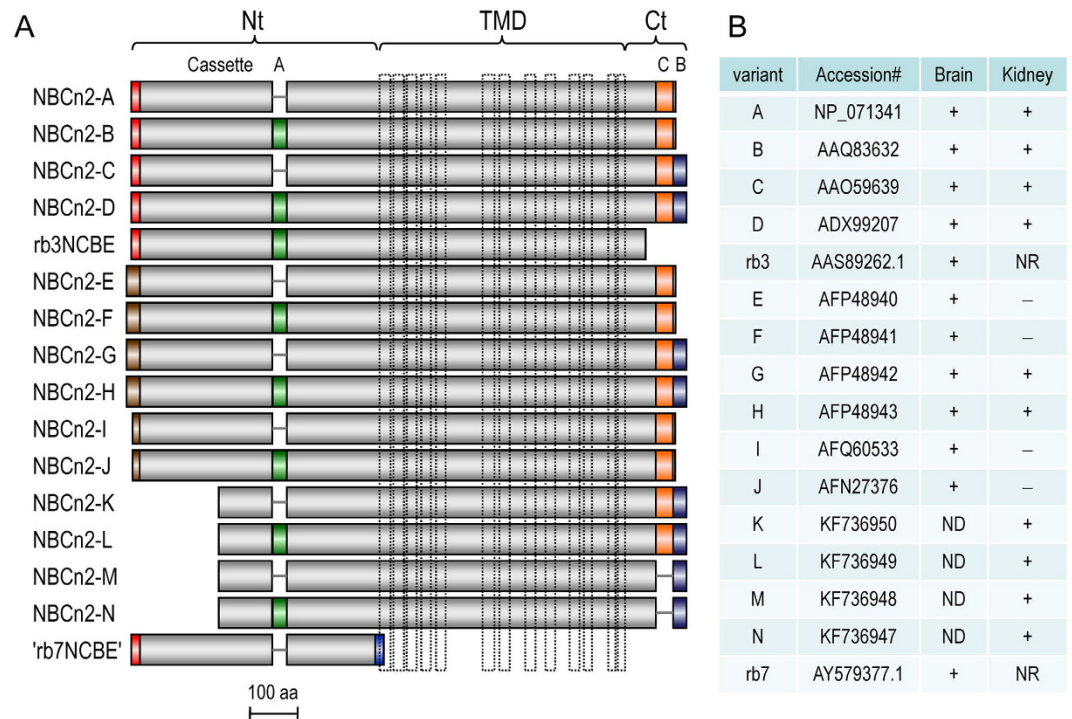 A
Nt
TMD
Ct
Cassette
A
C
B
NBCn2-A
NBCn2-B
NBCn2-C
NBCn2-D
rb3NCBE
NBCn2-E
NBCn2-F
NBCn2-G
NBCn2-H
NBCn2-I
NBCn2-J
NBCn2-K
NBCn2-L
NBCn2-M
NBCn2-N
'rb7NCBE'
100 aa
B
variant Accession# Brain Kidney
A NP_071341 + +
B AAQ83632 + +
C AAO59639 + +
D ADX99207 + +
rb3 AAS89262.1 + NR
E AFP48940 + –
F AFP48941 + –
G AFP48942 + +
H AFP48943 + +
I AFQ60533 + –
J AFN27376 + –
K KF736950 ND +
L KF736949 ND +
M KF736948 ND +
N KF736947 ND +
rb7 AY579377.1 + NR